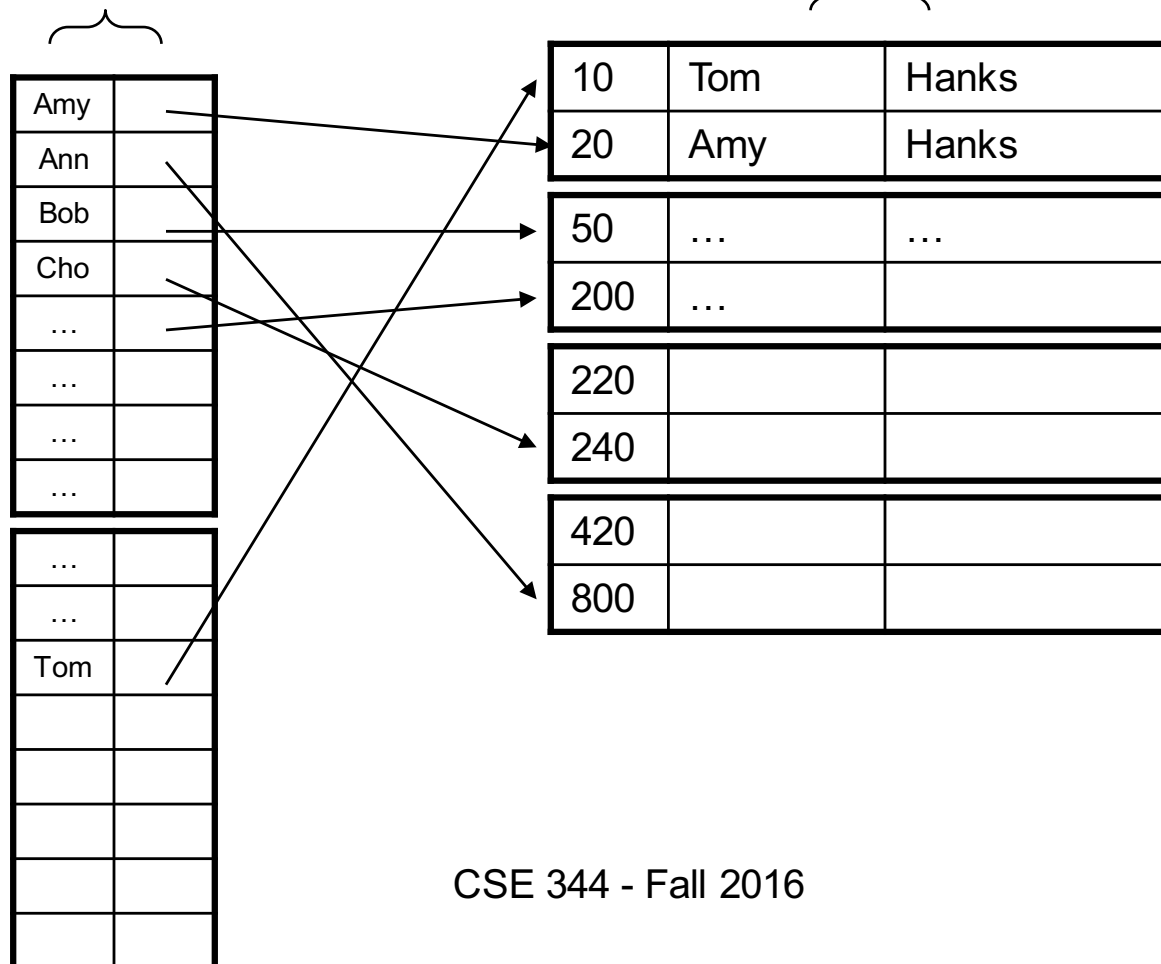 Amy
Ann
Bob
Cho
…
…
…
…
…
…
Tom
10 Tom Hanks
20 Amy Hanks
50 … …
200 …
220
240
420
800
CSE 344 - Fall 2016